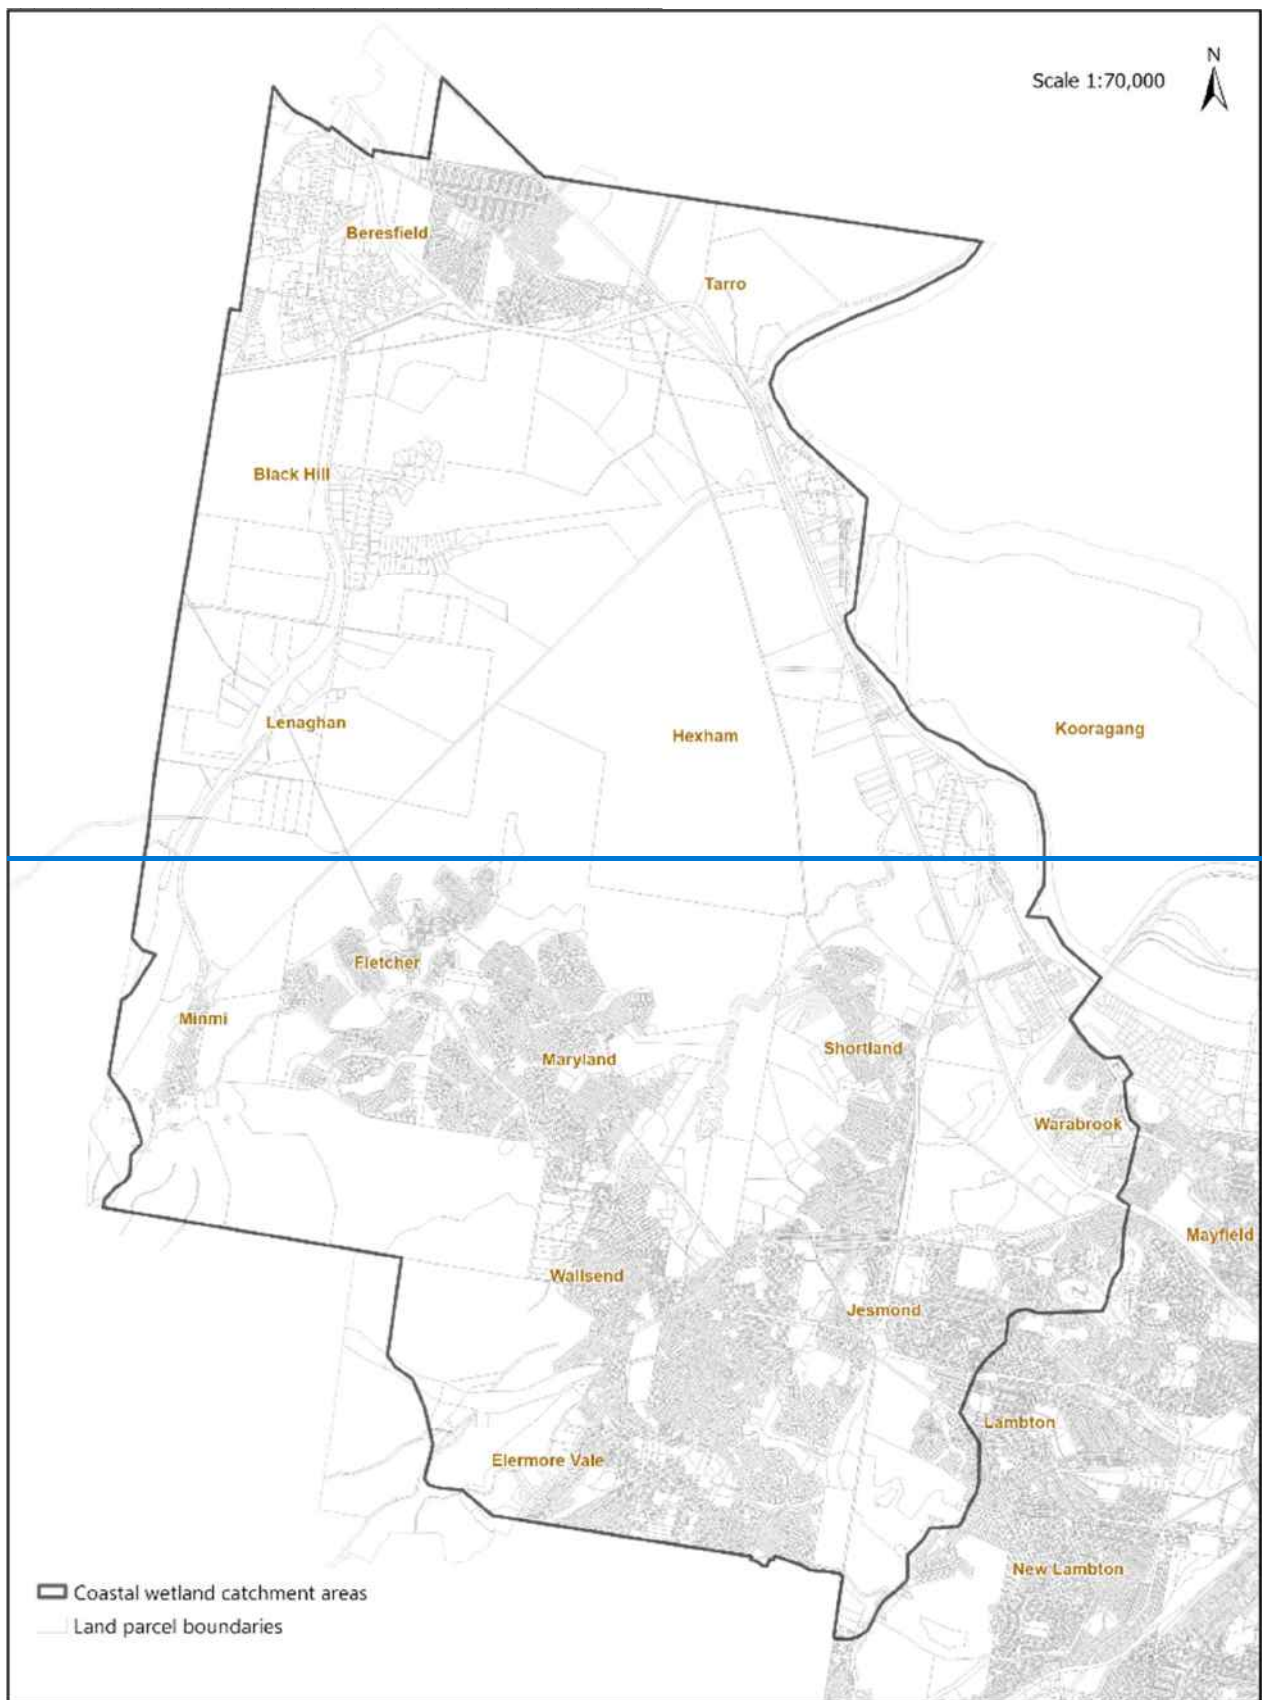 N
Scale 1:70,000
Beresfield
Tarro
Black Hill
Lenaghan
Hexham
Kooragang
Fletcher
Minmi
Maryland
Shortland
Warabrook
Mayfield
Wallsend
Jesmond
Lambton
Elermore Vale
New Lambton
Coastal wetland catchment areas
Land parcel boundaries